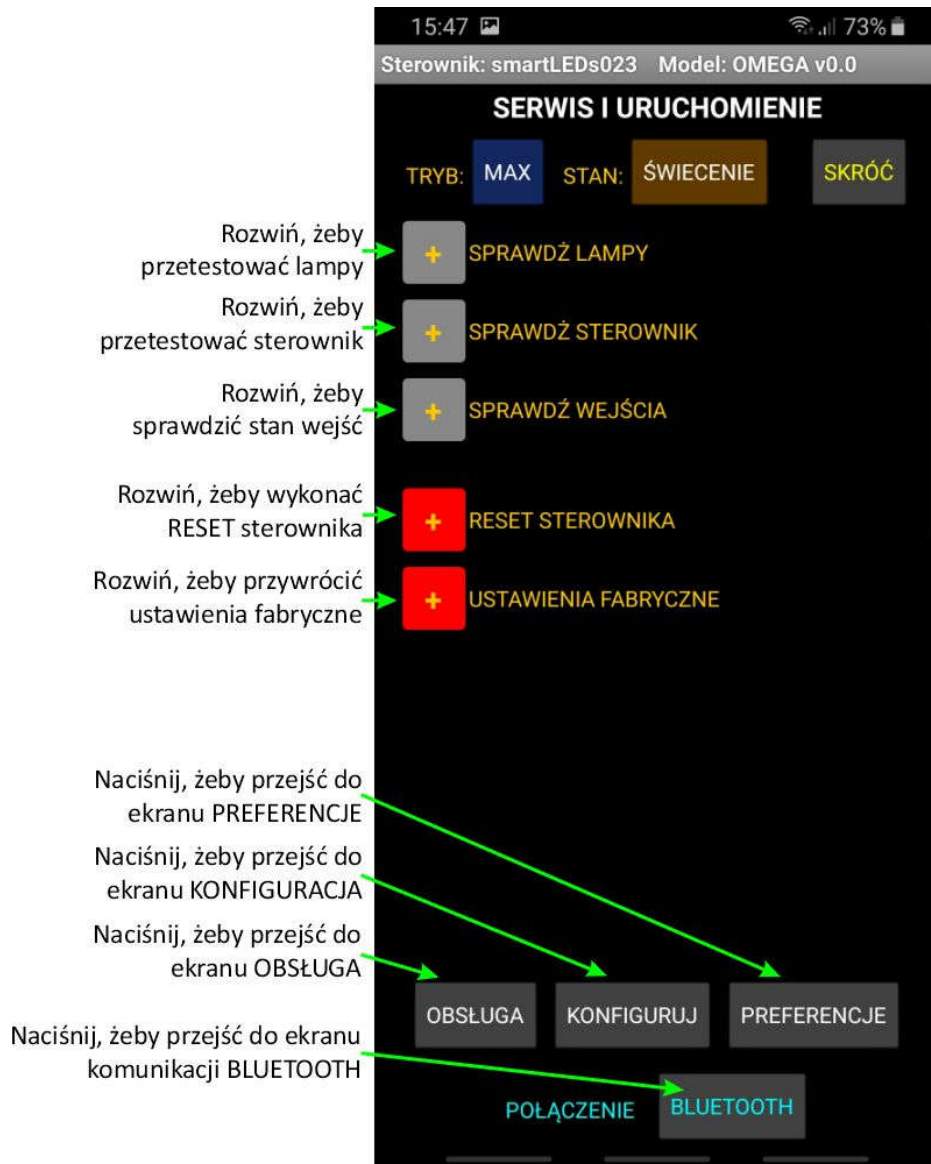 15:47 73%
Sterownik: smartLEDs023 Model: OMEGA v0.0
SERWIS I URUCHOMIENIE
TRYB: MAX STAN: ŚWIECENIE SKRÓĆ
Rozwiń, żeby
przetestować lampy
+ SPRAWDŹ LAMPY
Rozwiń, żeby
przetestować sterownik
+ SPRAWDŹ STEROWNIK
Rozwiń, żeby
sprawdzić stan wejść
+ SPRAWDŹ WEJŚCIA
Rozwiń, żeby wykonać
RESET sterownika
+ RESET STEROWNIKA
Rozwiń, żeby przywrócić
ustawienia fabryczne
+ USTAWIENIA FABRYCZNE
Naciśnij, żeby przejść do
ekranu PREFERENCJE
Naciśnij, żeby przejść do
ekranu KONFIGURACJA
Naciśnij, żeby przejść do
ekranu OBSŁUGA
OBSŁUGA KONFIGURUJ PREFERENCJE
Naciśnij, żeby przejść do ekranu
komunikacji BLUETOOTH
POŁĄCZENIE BLUETOOTH